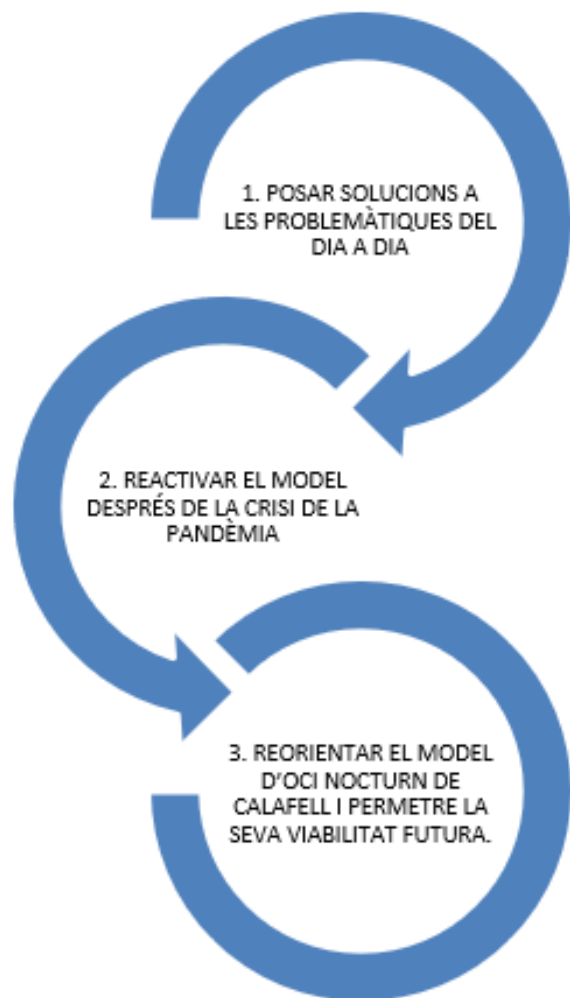 1. POSAR SOLUCIONS A
LES PROBLEMÀTIQUES DEL
DIA A DIA
2. REACTIVAR EL MODEL
DESPRÉS DE LA CRISI DE LA
PANDÈMIA
3. REORIENTAR EL MODEL
D'OCI NOCTURN DE
CALAFELL I PERMETRE LA
SEVA VIABILITAT FUTURA.